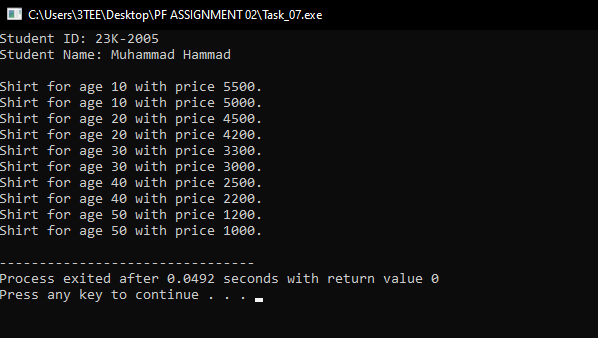 C:\Users\3TEE\Desktop\PF ASSIGNMENT 02\Task_07.exe
Student ID: 23K-2005
Student Name: Muhammad Hammad
Shirt for age 10 with price 5500.
Shirt for age 10 with price 5000.
Shirt for age 20 with price 4500.
Shirt for age 20 with price 4200.
Shirt for age 30 with price 3300.
Shirt for age 30 with price 3000.
Shirt for age 40 with price 2500.
Shirt for age 40 with price 2200.
Shirt for age 50 with price 1200.
Shirt for age 50 with price 1000.
--------------------------------
Process exited after 0.0492 seconds with return value 0
Press any key to continue . . .